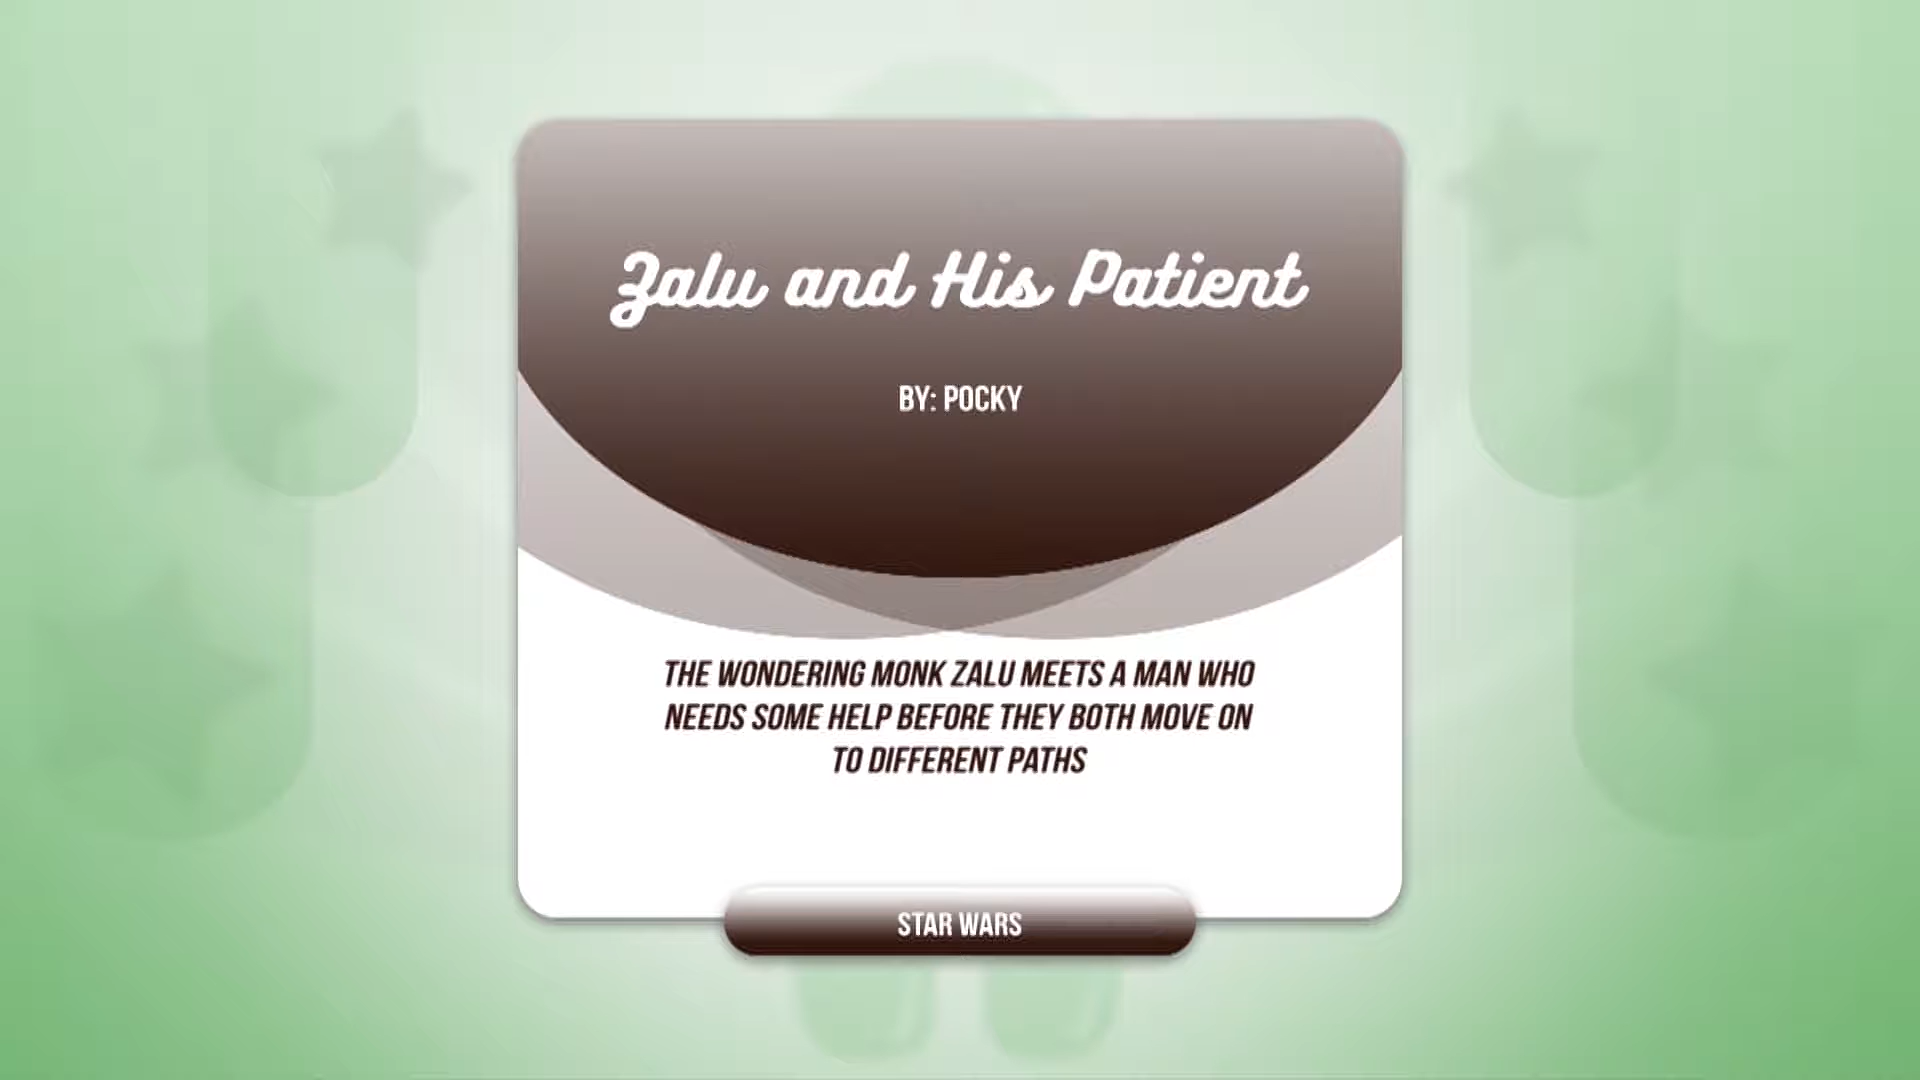 Zalu and His Patient
BY: POCKY
THE WONDERING MONK ZALU MEETS A MAN WHO
NEEDS SOME HELP BEFORE THEY BOTH MOVE ON
TO DIFFERENT PATHS
STAR WARS